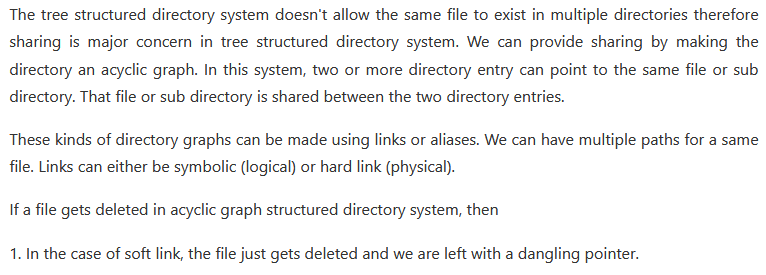 The tree structured directory system doesn't allow the same file to exist in multiple directories therefore
sharing is major concern in tree structured directory system. We can provide sharing by making the
directory an acyclic graph. In this system, two or more directory entry can point to the same file or sub
directory. That file or sub directory is shared between the two directory entries.
These kinds of directory graphs can be made using links or aliases. We can have multiple paths for a same
file. Links can either be symbolic (logical) or hard link (physical).
If a file gets deleted in acyclic graph structured directory system, then
1. In the case of soft link, the file just gets deleted and we are left with a dangling pointer.